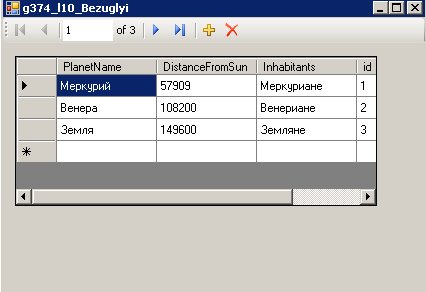 g374_l10_Bezuglyi
1 of 3
PlanetName DistanceFromSun Inhabitants id
Меркурий 57909 Меркуриане 1
Венера 108200 Венериане 2
Земля 149600 Земляне 3